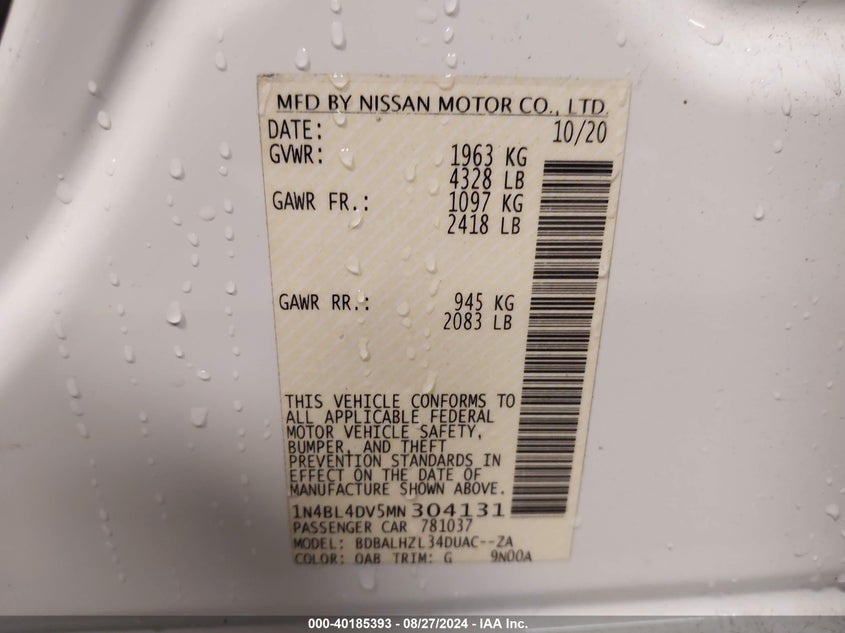 MFD BY NISSAN MOTOR CO., LTD.
DATE: 10/20
GVWR: 1963 KG
4328 LB
GAWR FR.: 1097 KG
2418 LB
GAWR RR.: 945 KG
2083 LB
THIS VEHICLE CONFORMS TO
ALL APPLICABLE FEDERAL
MOTOR VEHICLE SAFETY,
BUMPER, AND THEFT
PREVENTION STANDARDS IN
EFFECT ON THE DATE OF
MANUFACTURE SHOWN ABOVE.
1N4BL4DV5MN304131
PASSENGER CAR 781037
MODEL: BDBALHZL34DUAC--ZA
COLOR: QAB TRIM: G 9N00A
000-40185393 - 08/27/2024 - IAA Inc.